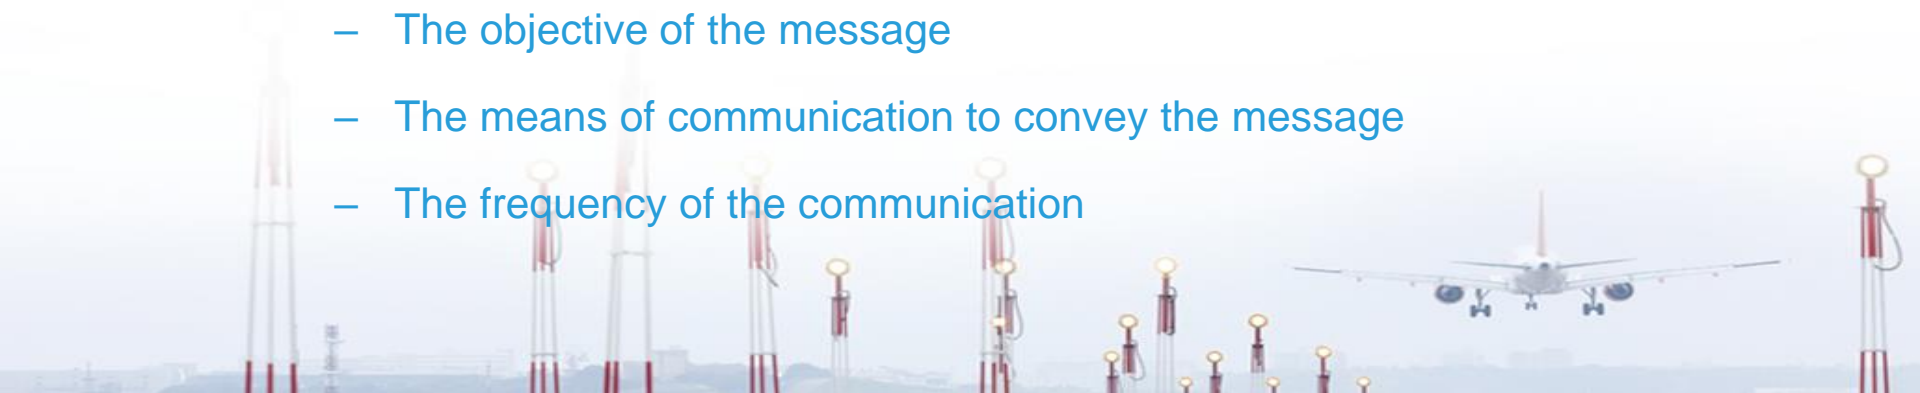 – The objective of the message
– The means of communication to convey the message
– The frequency of the communication